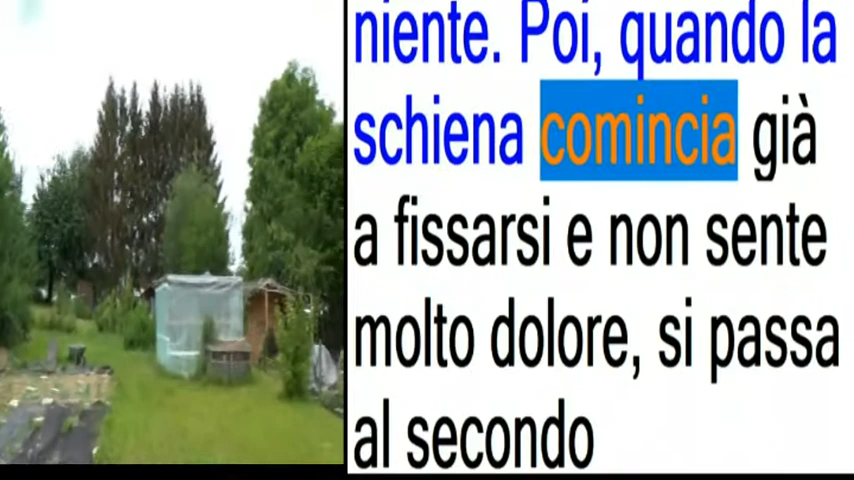 niente. Poi, quando la
schiena comincia già
a fissarsi e non sente
molto dolore, si passa
al secondo